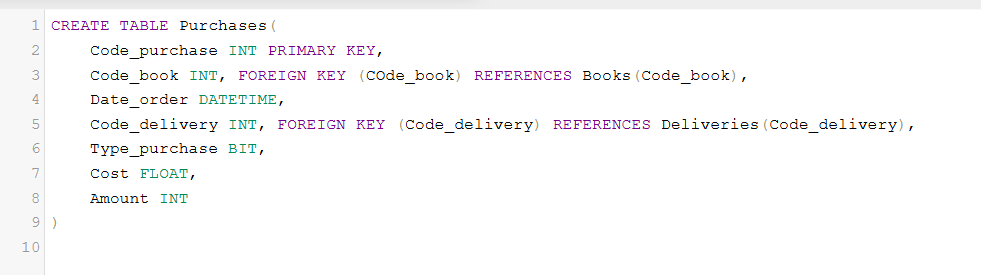 1 CREATE TABLE Purchases(
2 Code_purchase INT PRIMARY KEY,
3 Code_book INT, FOREIGN KEY (COde_book) REFERENCES Books(Code_book),
4 Date_order DATETIME,
5 Code_delivery INT, FOREIGN KEY (Code_delivery) REFERENCES Deliveries(Code_delivery),
6 Type_purchase BIT,
7 Cost FLOAT,
8 Amount INT
9 )
10